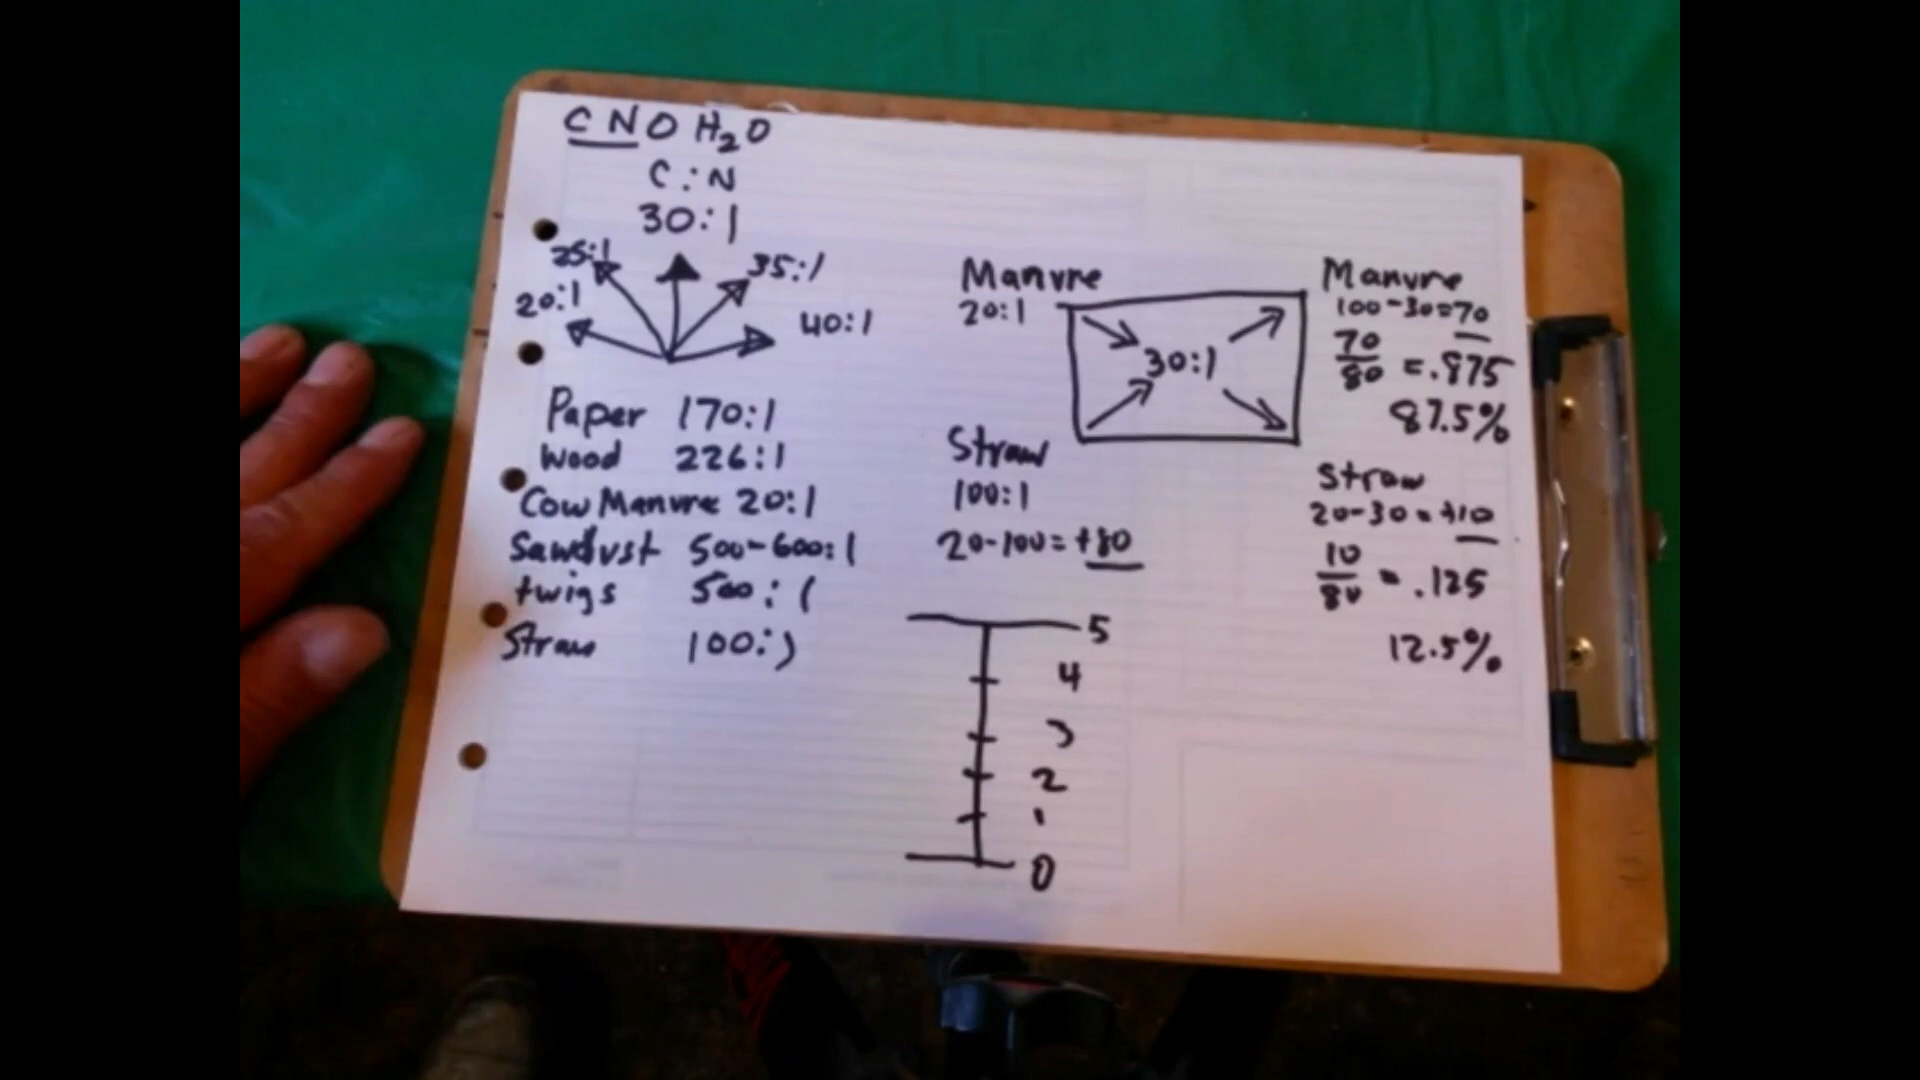 C N O H2O
C:N
30:1
25:1
35:1
20:1
40:1
Paper 170:1
Wood 226:1
Cow Manure 20:1
Sawdust 500-600:1
twigs 500:1
Straw 100:1
Manure
20:1
30:1
Straw
100:1
20-100=+80
5
4
3
2
1
0
Manure
100-30=70
70
80 =.875
87.5%
Straw
20-30=+10
10
80 = .125
12.5%